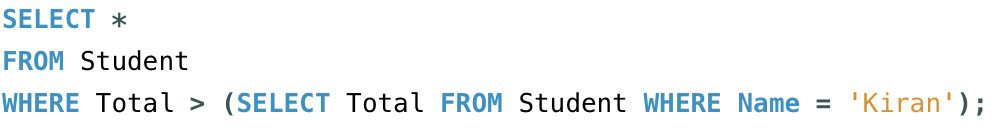 SELECT *
FROM Student
WHERE Total > (SELECT Total FROM Student WHERE Name = 'Kiran');